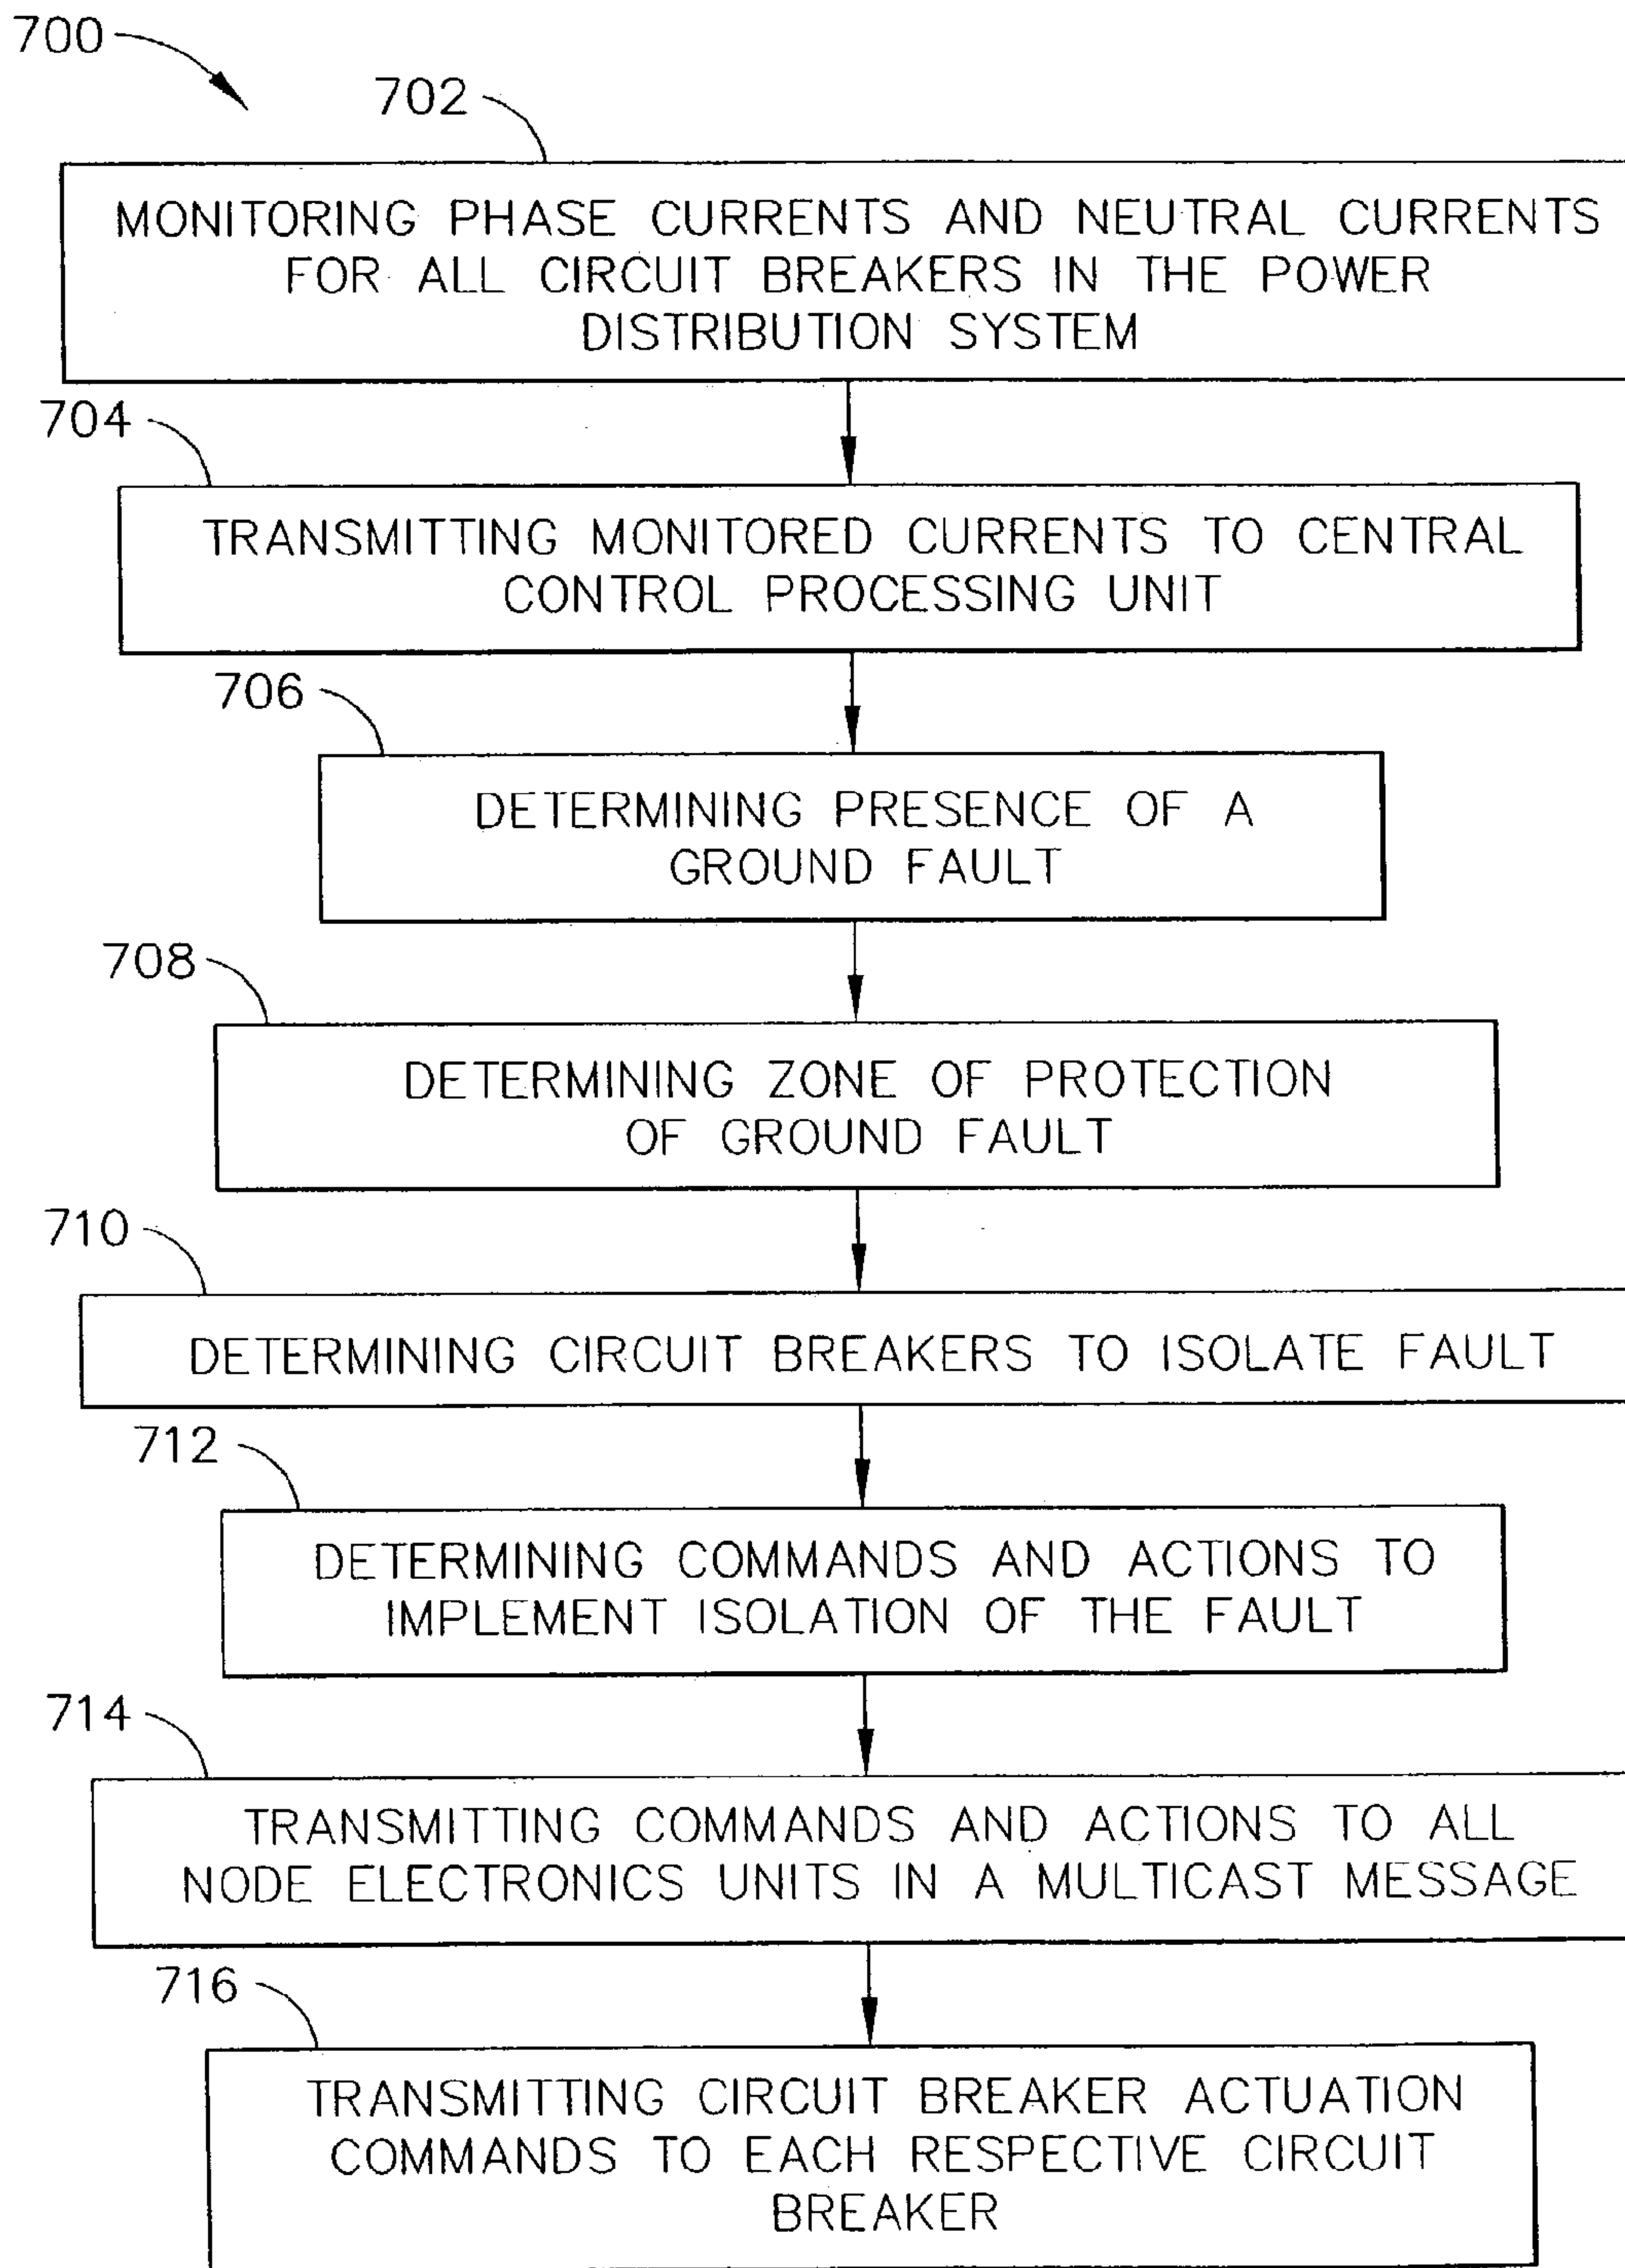 700
702
MONITORING PHASE CURRENTS AND NEUTRAL CURRENTS
FOR ALL CIRCUIT BREAKERS IN THE POWER
DISTRIBUTION SYSTEM
704
TRANSMITTING MONITORED CURRENTS TO CENTRAL
CONTROL PROCESSING UNIT
706
DETERMINING PRESENCE OF A
GROUND FAULT
708
DETERMINING ZONE OF PROTECTION
OF GROUND FAULT
710
DETERMINING CIRCUIT BREAKERS TO ISOLATE FAULT
712
DETERMINING COMMANDS AND ACTIONS TO
IMPLEMENT ISOLATION OF THE FAULT
714
TRANSMITTING COMMANDS AND ACTIONS TO ALL
NODE ELECTRONICS UNITS IN A MULTICAST MESSAGE
716
TRANSMITTING CIRCUIT BREAKER ACTUATION
COMMANDS TO EACH RESPECTIVE CIRCUIT
BREAKER